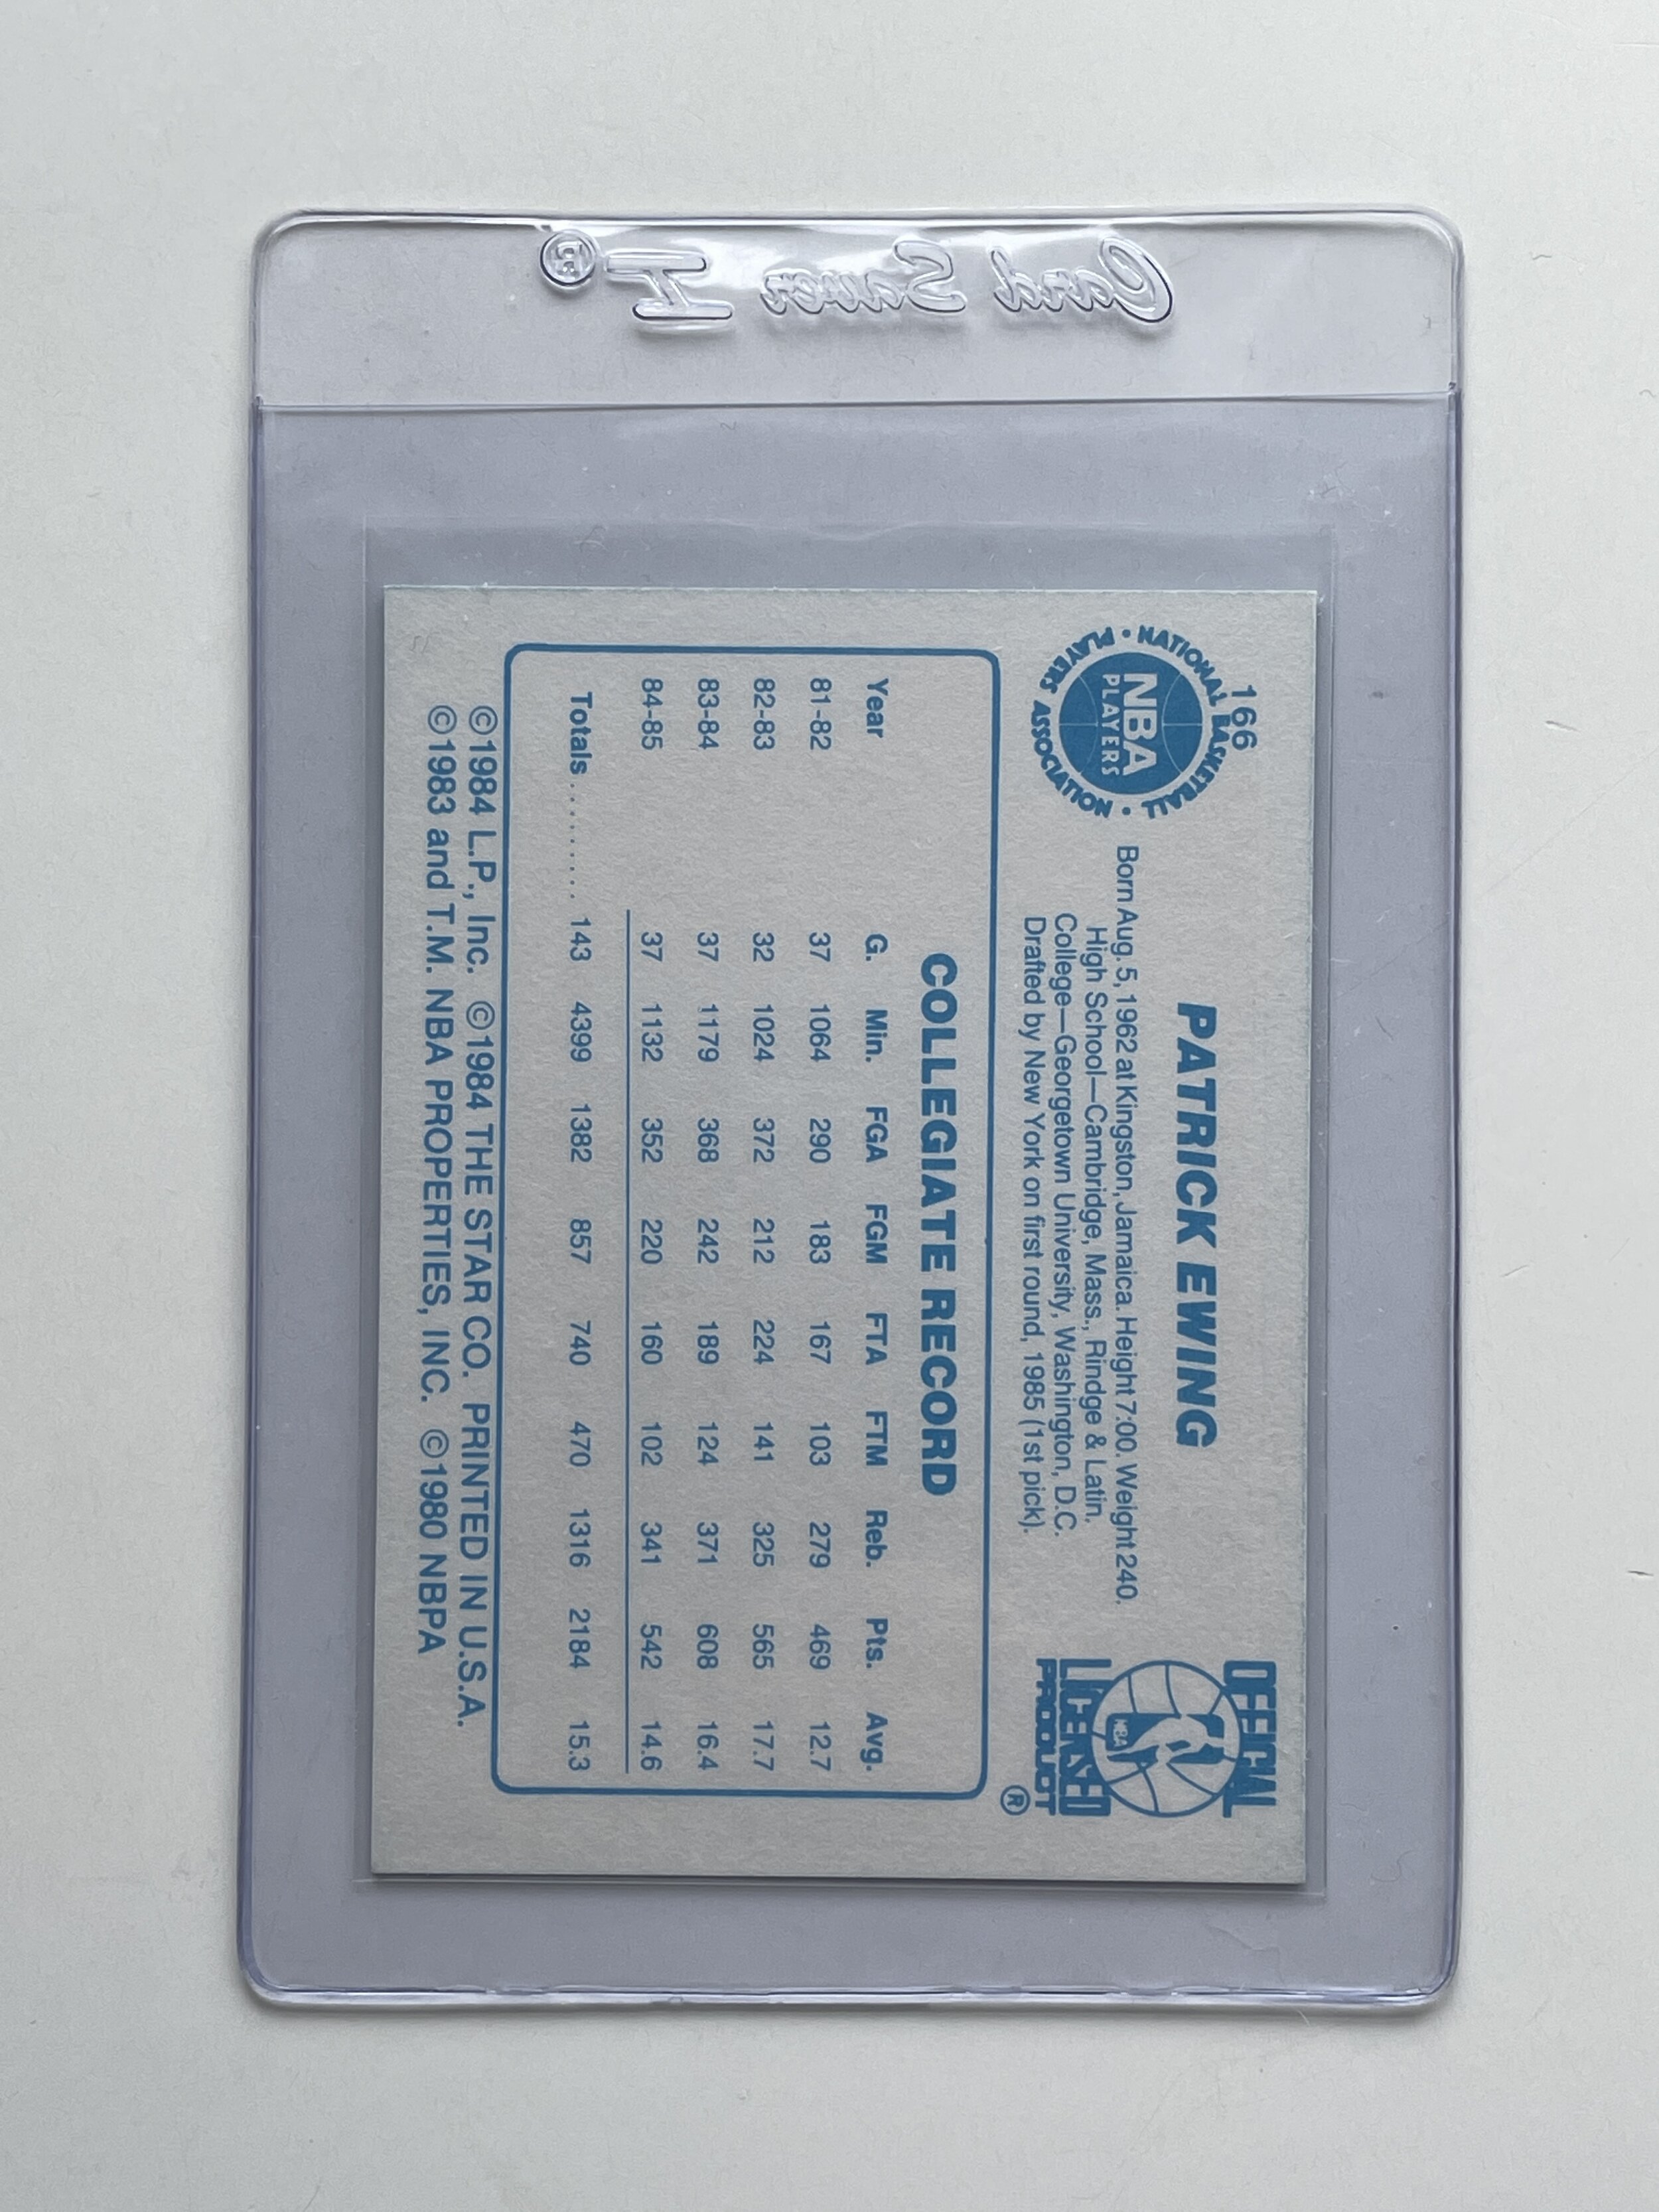 Card Saver I®
166
NATIONAL BASKETBALL PLAYERS ASSOCIATION
NBA
PLAYERS
PATRICK EWING
Born Aug. 5, 1962 at Kingston, Jamaica. Height 7:00. Weight 240.
High School—Cambridge, Mass., Rindge & Latin.
College—Georgetown University, Washington, D.C.
Drafted by New York on first round, 1985 (1st pick).
OFFICIAL
NBA
LICENSED
PRODUCT ®
COLLEGIATE RECORD
Year G. Min. FGA FGM FTA FTM Reb. Pts. Avg.
81-82 37 1064 290 183 167 103 279 469 12.7
82-83 32 1024 372 212 224 141 325 565 17.7
83-84 37 1179 368 242 189 124 371 608 16.4
84-85 37 1132 352 220 160 102 341 542 14.6
Totals .......... 143 4399 1382 857 740 470 1316 2184 15.3
©1984 L.P., Inc. ©1984 THE STAR CO. PRINTED IN U.S.A.
©1983 and T.M. NBA PROPERTIES, INC. ©1980 NBPA